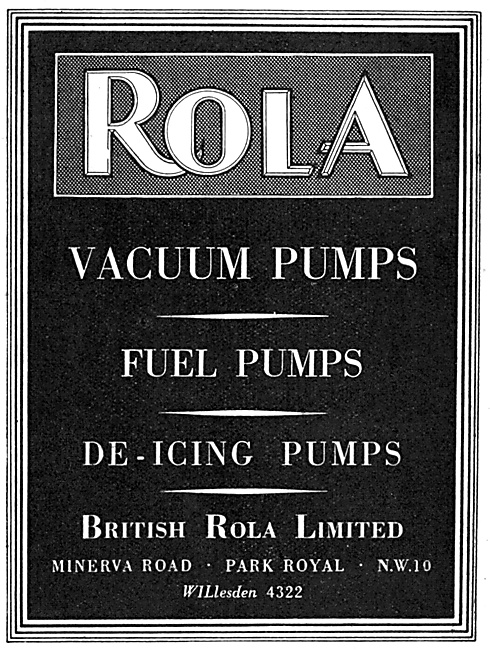 ROLA
VACUUM PUMPS
FUEL PUMPS
DE-ICING PUMPS
BRITISH ROLA LIMITED
MINERVA ROAD · PARK ROYAL · N.W.10
WILlesden 4322